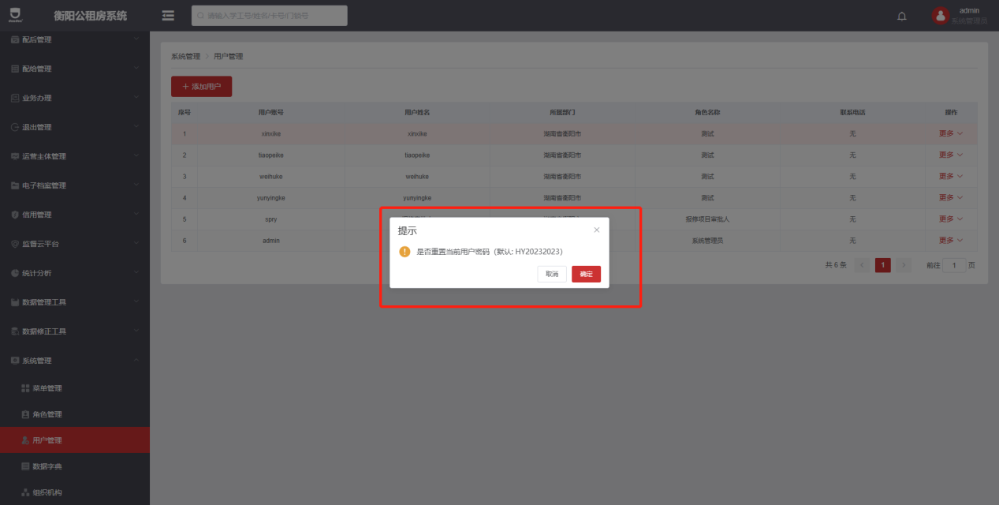 衡阳公租房系统
请输入学工号/姓名/卡号/门锁号
admin
系统管理员
配后管理
配给管理
业务办理
退出管理
运营主体管理
电子档案管理
信用管理
监督云平台
统计分析
数据管理工具
数据修正工具
系统管理
菜单管理
角色管理
用户管理
数据字典
组织机构
系统管理 > 用户管理
+ 添加用户
序号 用户账号 用户姓名 所属部门 角色名称 联系电话 操作
1 xinxike xinxike 湖南省衡阳市 测试 无 更多
2 tiaopeike tiaopeike 湖南省衡阳市 测试 无 更多
3 weihuke weihuke 湖南省衡阳市 测试 无 更多
4 yunyingke yunyingke 湖南省衡阳市 测试 无 更多
5 spry 报停项目审批人 无 更多
6 admin 系统管理员 无 更多
共 6 条 < 1 > 前往 1 页
提示 ×
是否重置当前用户密码（默认: HY20232023）
取消 确定